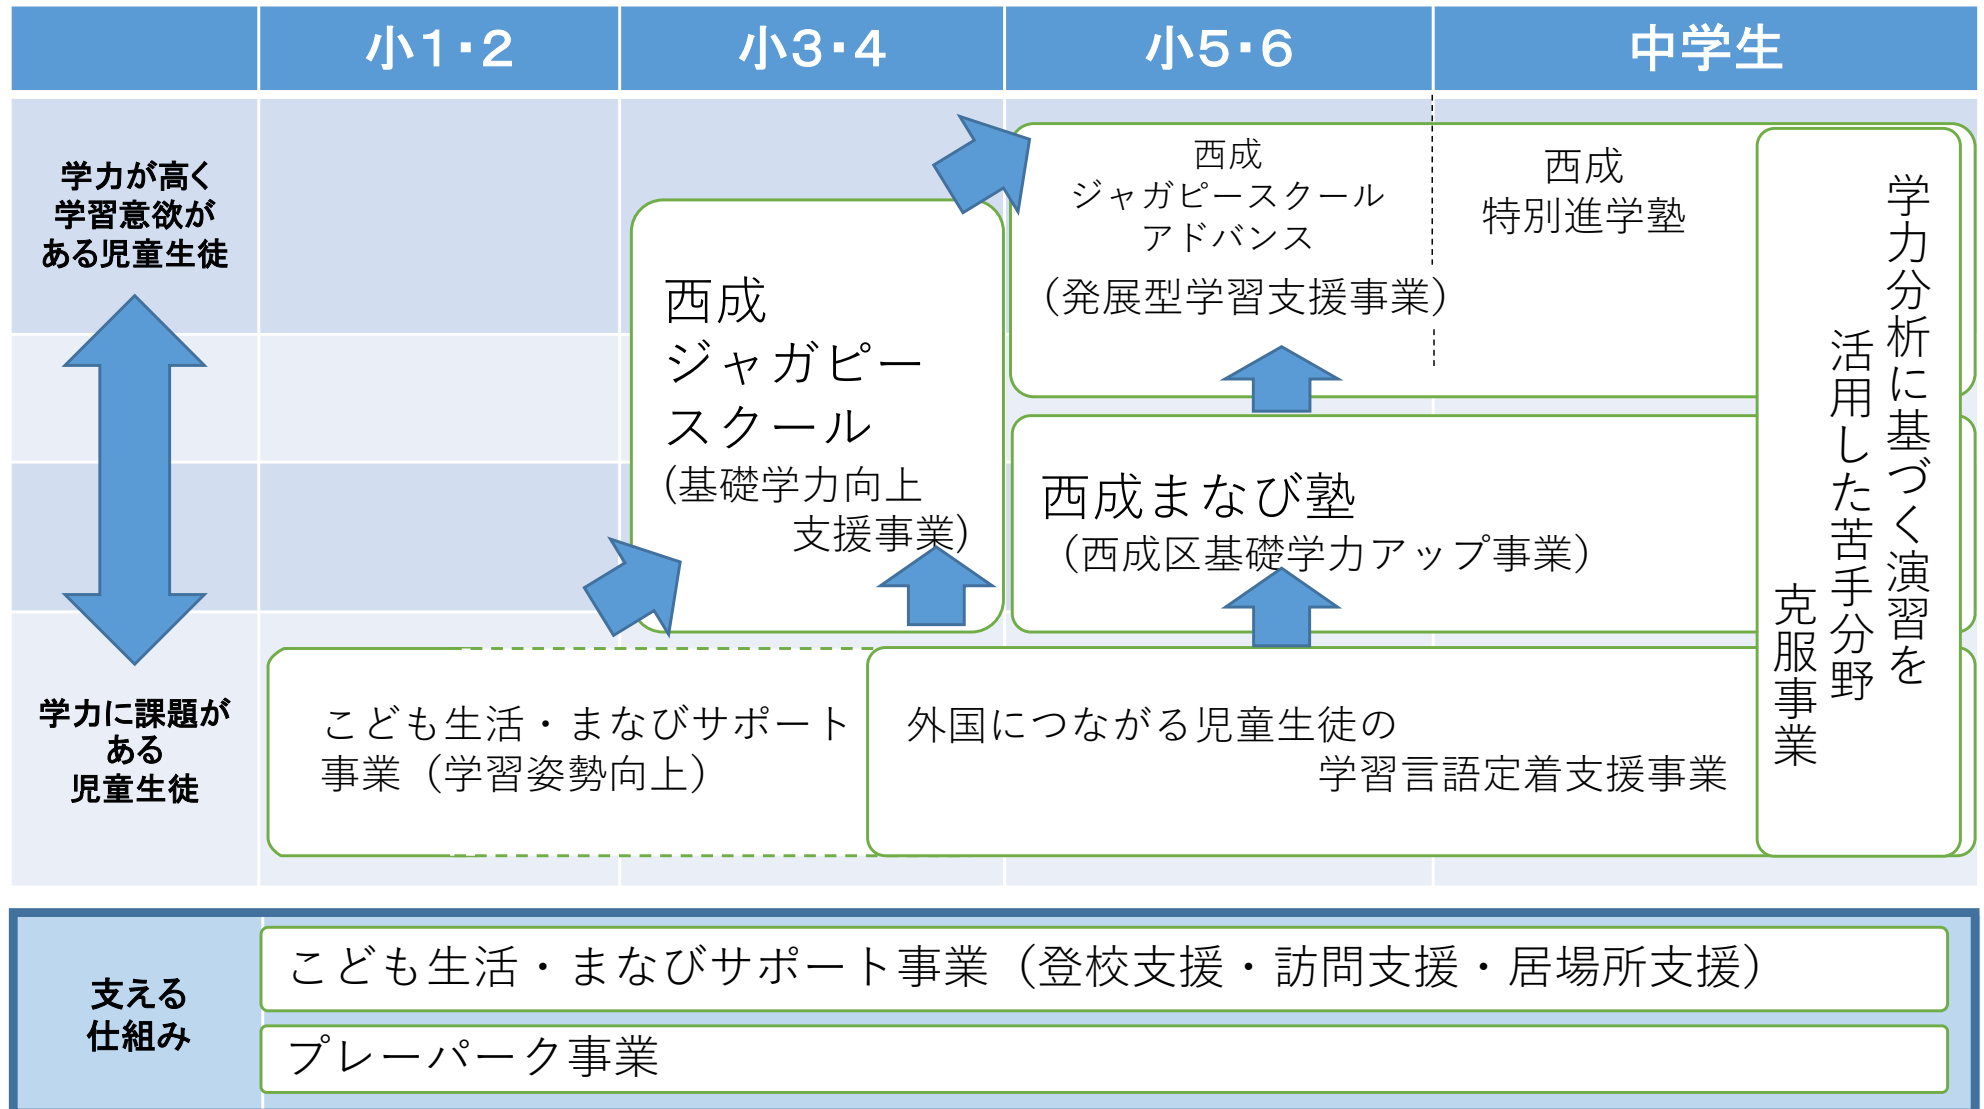 小1・2
小3・4
小5・6
中学生
学力が高く
学習意欲が
ある児童生徒
学力に課題が
ある
児童生徒
西成
ジャガピー
スクール
(基礎学力向上
支援事業)
西成
ジャガピースクール
アドバンス
(発展型学習支援事業)
西成
特別進学塾
西成まなび塾
(西成区基礎学力アップ事業)
こども生活・まなびサポート
事業(学習姿勢向上)
外国につながる児童生徒の
学習言語定着支援事業
学力分析に基づく演習を
活用した苦手分野
克服事業
支える
仕組み
こども生活・まなびサポート事業(登校支援・訪問支援・居場所支援)
プレーパーク事業